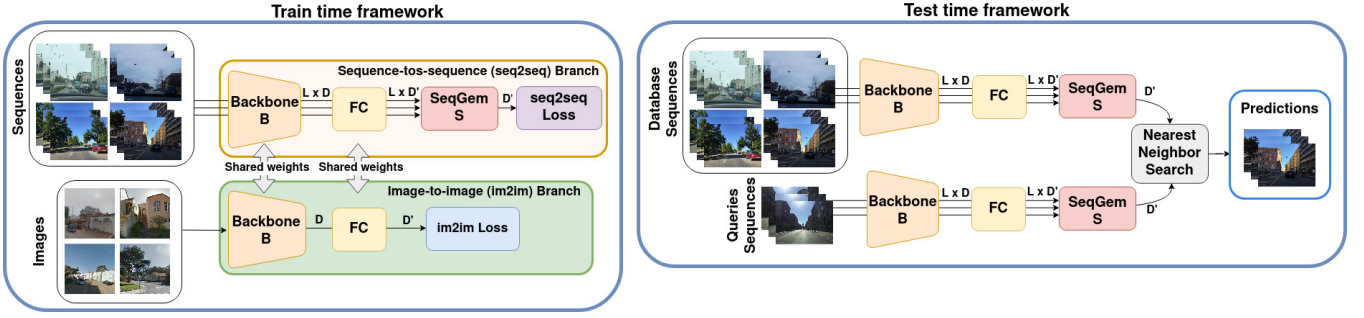 Train time framework
Sequences
Sequence-tos-sequence (seq2seq) Branch
Backbone
B
L x D
FC
L x D'
SeqGem
S
D'
seq2seq
Loss
Shared weights
Shared weights
Images
Image-to-image (im2im) Branch
Backbone
B
D
FC
D'
im2im Loss
Test time framework
Database
Sequences
Backbone
B
L x D
FC
L x D'
SeqGem
S
D'
Queries
Sequences
Backbone
B
L x D
FC
L x D'
SeqGem
S
D'
Nearest
Neighbor
Search
Predictions